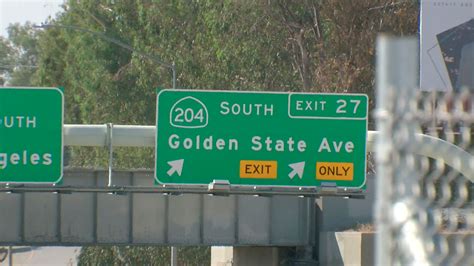 OUTH
geles
204 SOUTH EXIT 27
Golden State Ave
EXIT ONLY